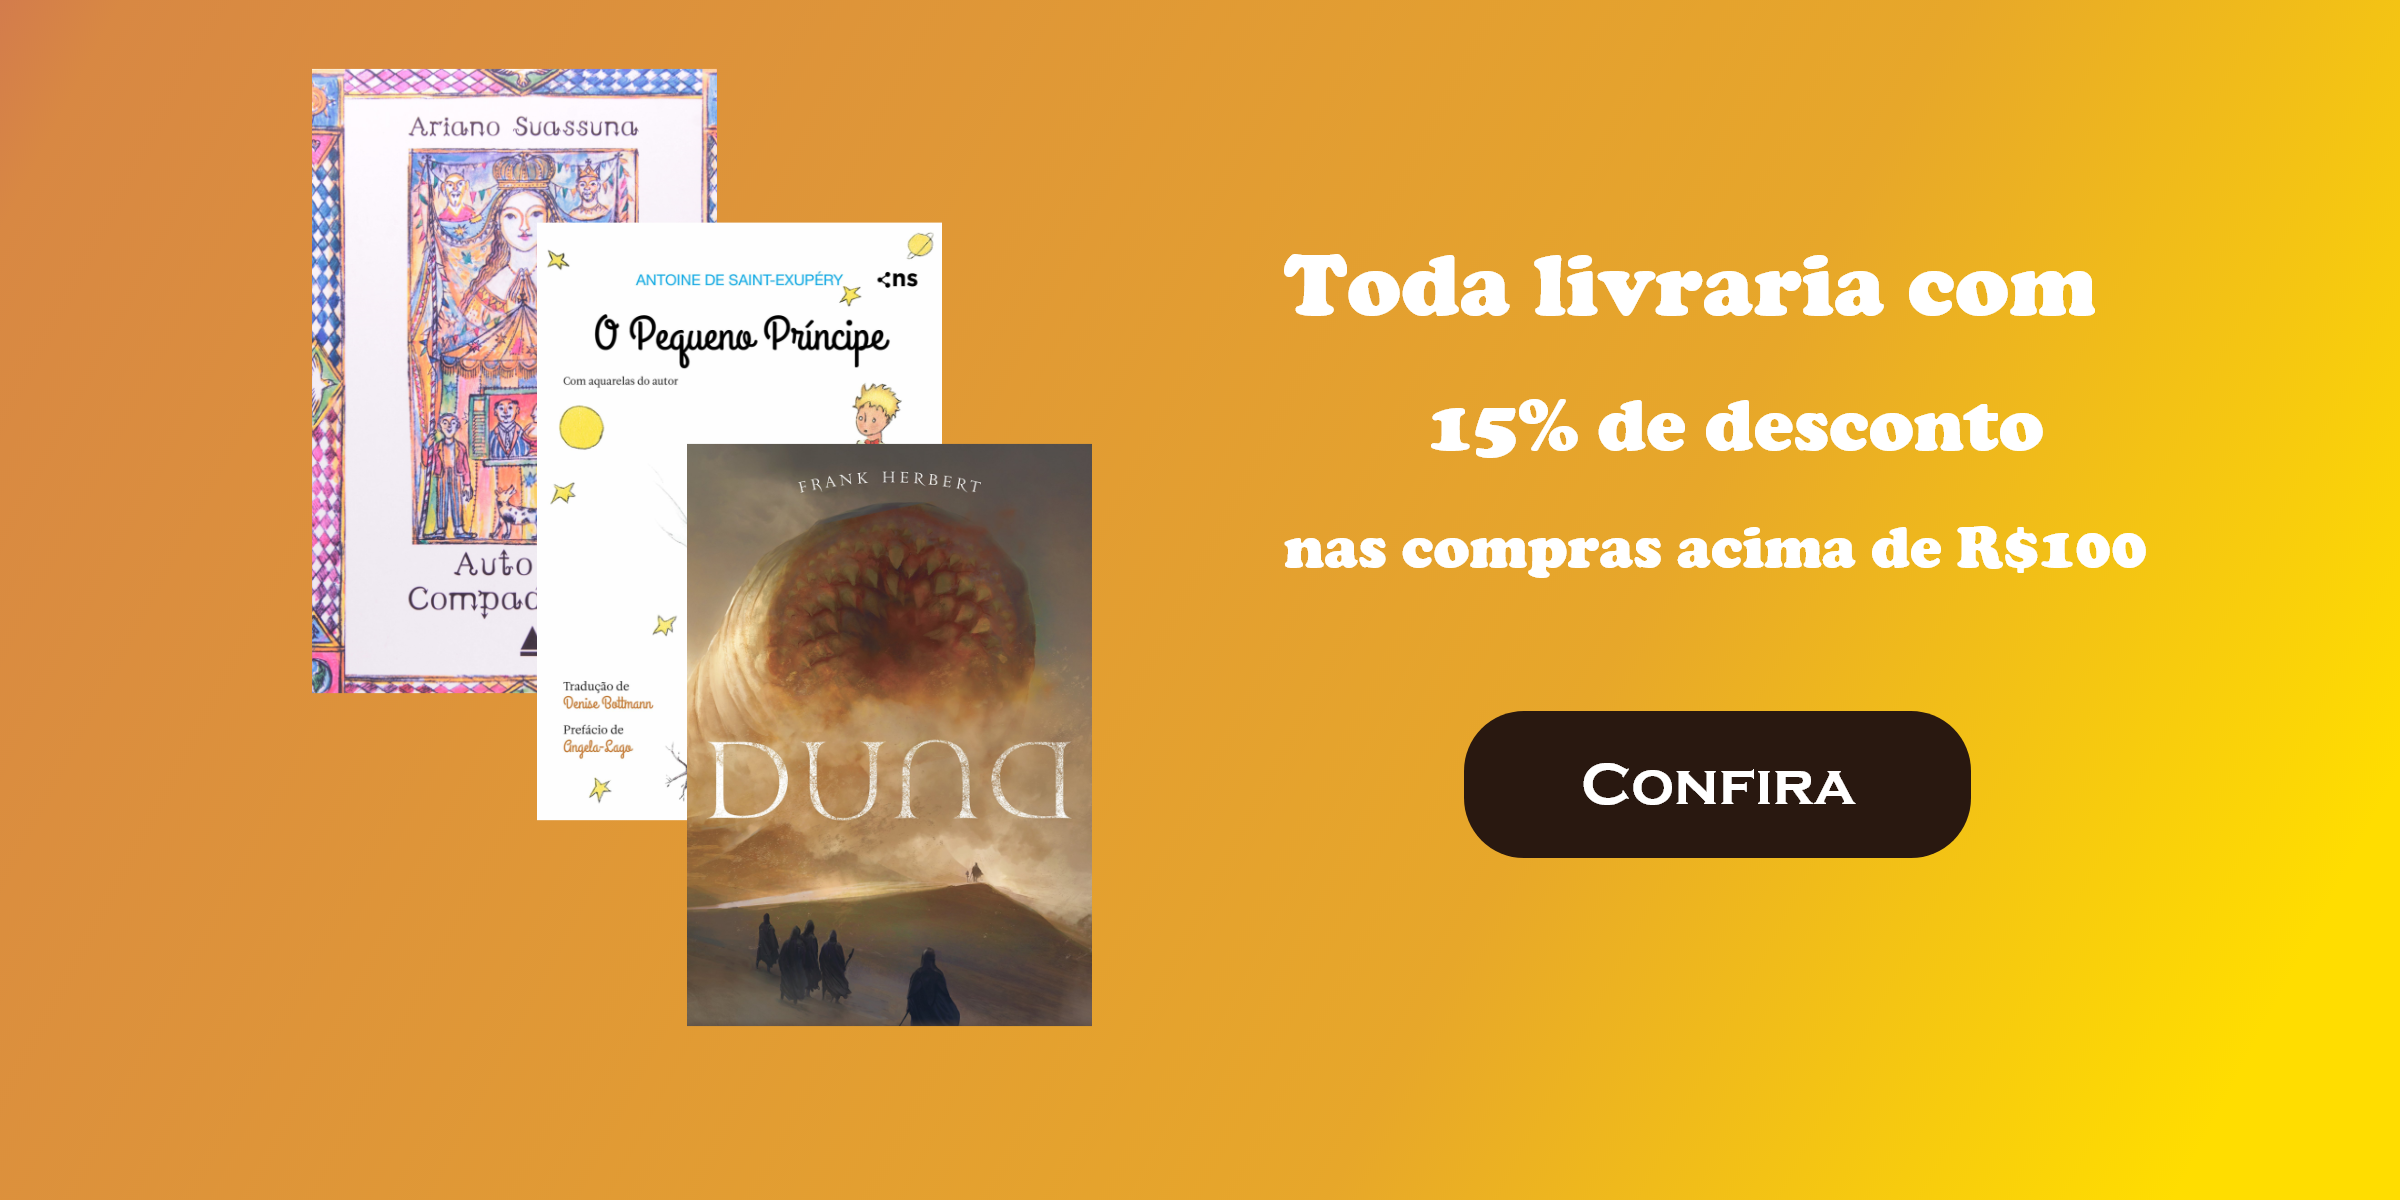 Ariano Suassuna
Auto
Compad
ANTOINE DE SAINT-EXUPÉRY
ns
O Pequeno Príncipe
Com aquarelas do autor
Tradução de
Denise Bottmann
Prefácio de
Angela-Lago
FRANK HERBERT
DUNA
Toda livraria com
15% de desconto
nas compras acima de R$100
CONFIRA